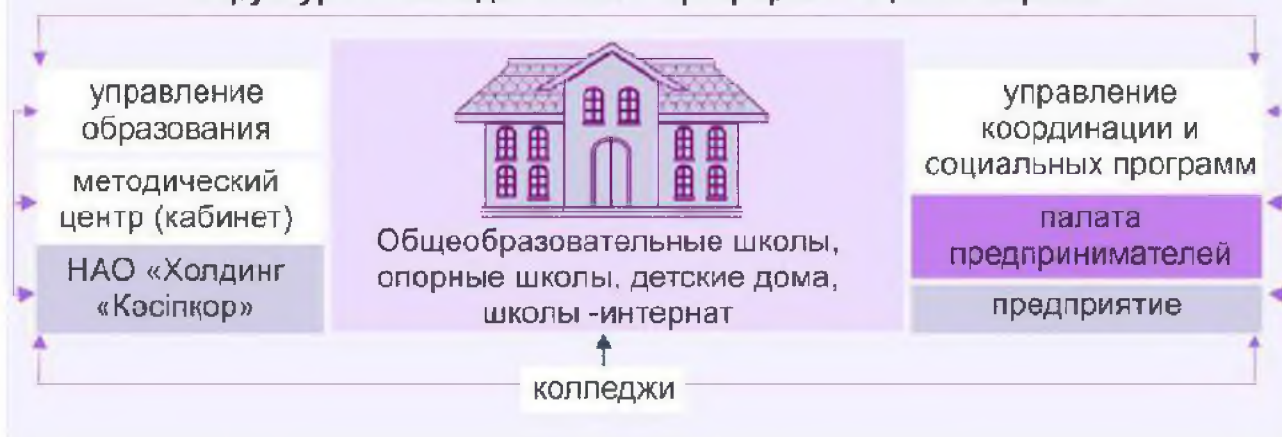 управление
образования
методический
центр (кабинет)
НАО «Холдинг
«Кәсіпқор»
Общеобразовательные школы,
опорные школы, детские дома,
школы -интернат
управление
координации и
социальных программ
палата
предпринимателей
предприятие
колледжи